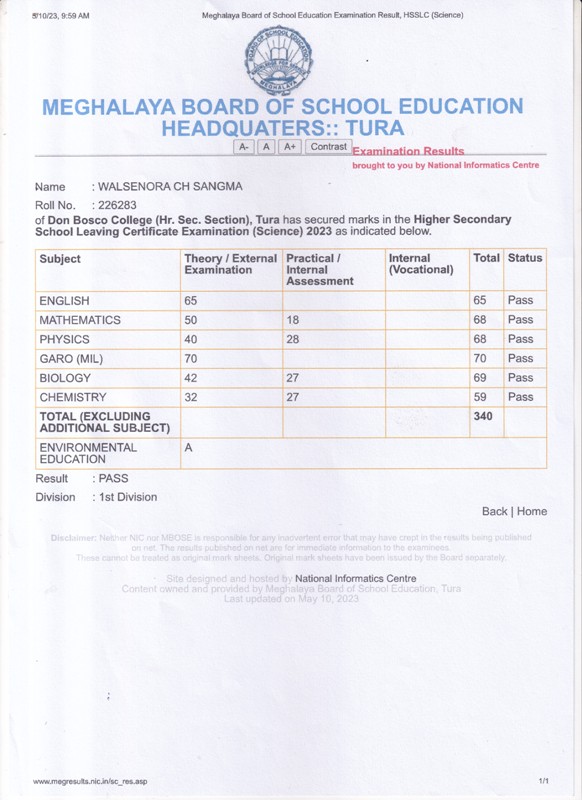 5/10/23, 9:59 AM Meghalaya Board of School Education Examination Result, HSSLC (Science)
BOARD OF SCHOOL EDUCATION
MEGHALAYA
MEGHALAYA BOARD OF SCHOOL EDUCATION
HEADQUATERS:: TURA
A- A A+ Contrast
Examination Results
brought to you by National Informatics Centre
Name : WALSENORA CH SANGMA
Roll No. : 226283
of Don Bosco College (Hr. Sec. Section), Tura has secured marks in the Higher Secondary
School Leaving Certificate Examination (Science) 2023 as indicated below.
Subject Theory / External Examination Practical / Internal Assessment Internal (Vocational) Total Status
ENGLISH 65 65 Pass
MATHEMATICS 50 18 68 Pass
PHYSICS 40 28 68 Pass
GARO (MIL) 70 70 Pass
BIOLOGY 42 27 69 Pass
CHEMISTRY 32 27 59 Pass
TOTAL (EXCLUDING ADDITIONAL SUBJECT) 340
ENVIRONMENTAL EDUCATION A
Result : PASS
Division : 1st Division
Back | Home
Disclaimer: Neither NIC nor MBOSE is responsible for any inadvertent error that may have crept in the results being published
on net. The results published on net are for immediate information to the examinees.
These cannot be treated as original mark sheets. Original mark sheets have been issued by the Board separately.
Site designed and hosted by National Informatics Centre
Content owned and provided by Meghalaya Board of School Education, Tura
Last updated on May 10, 2023
www.megresults.nic.in/sc_res.asp 1/1